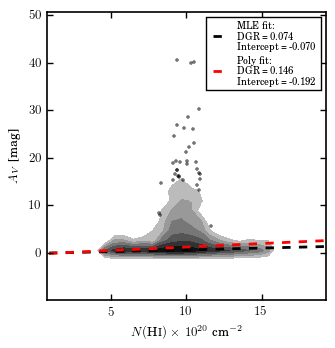 50
40
30
20
10
0
A_V [mag]
MLE fit:
DGR = 0.074
Intercept = -0.070
Poly fit:
DGR = 0.146
Intercept = -0.192
5
10
15
N(HI) × 10^20 cm^−2